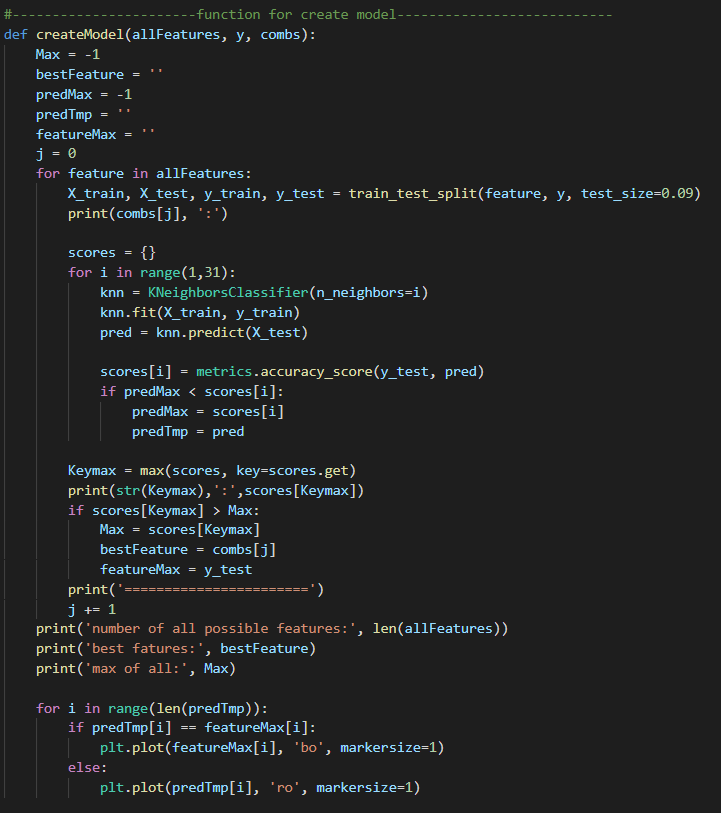 #-----------------------function for create model---------------------------
def createModel(allFeatures, y, combs):
    Max = -1
    bestFeature = ''
    predMax = -1
    predTmp = ''
    featureMax = ''
    j = 0
    for feature in allFeatures:
        X_train, X_test, y_train, y_test = train_test_split(feature, y, test_size=0.09)
        print(combs[j], ':')
        scores = {}
        for i in range(1,31):
            knn = KNeighborsClassifier(n_neighbors=i)
            knn.fit(X_train, y_train)
            pred = knn.predict(X_test)
            scores[i] = metrics.accuracy_score(y_test, pred)
            if predMax < scores[i]:
                predMax = scores[i]
                predTmp = pred
        Keymax = max(scores, key=scores.get)
        print(str(Keymax),':',scores[Keymax])
        if scores[Keymax] > Max:
            Max = scores[Keymax]
            bestFeature = combs[j]
            featureMax = y_test
        print('=======================')
        j += 1
    print('number of all possible features:', len(allFeatures))
    print('best fatures:', bestFeature)
    print('max of all:', Max)
    for i in range(len(predTmp)):
        if predTmp[i] == featureMax[i]:
            plt.plot(featureMax[i], 'bo', markersize=1)
        else:
            plt.plot(predTmp[i], 'ro', markersize=1)